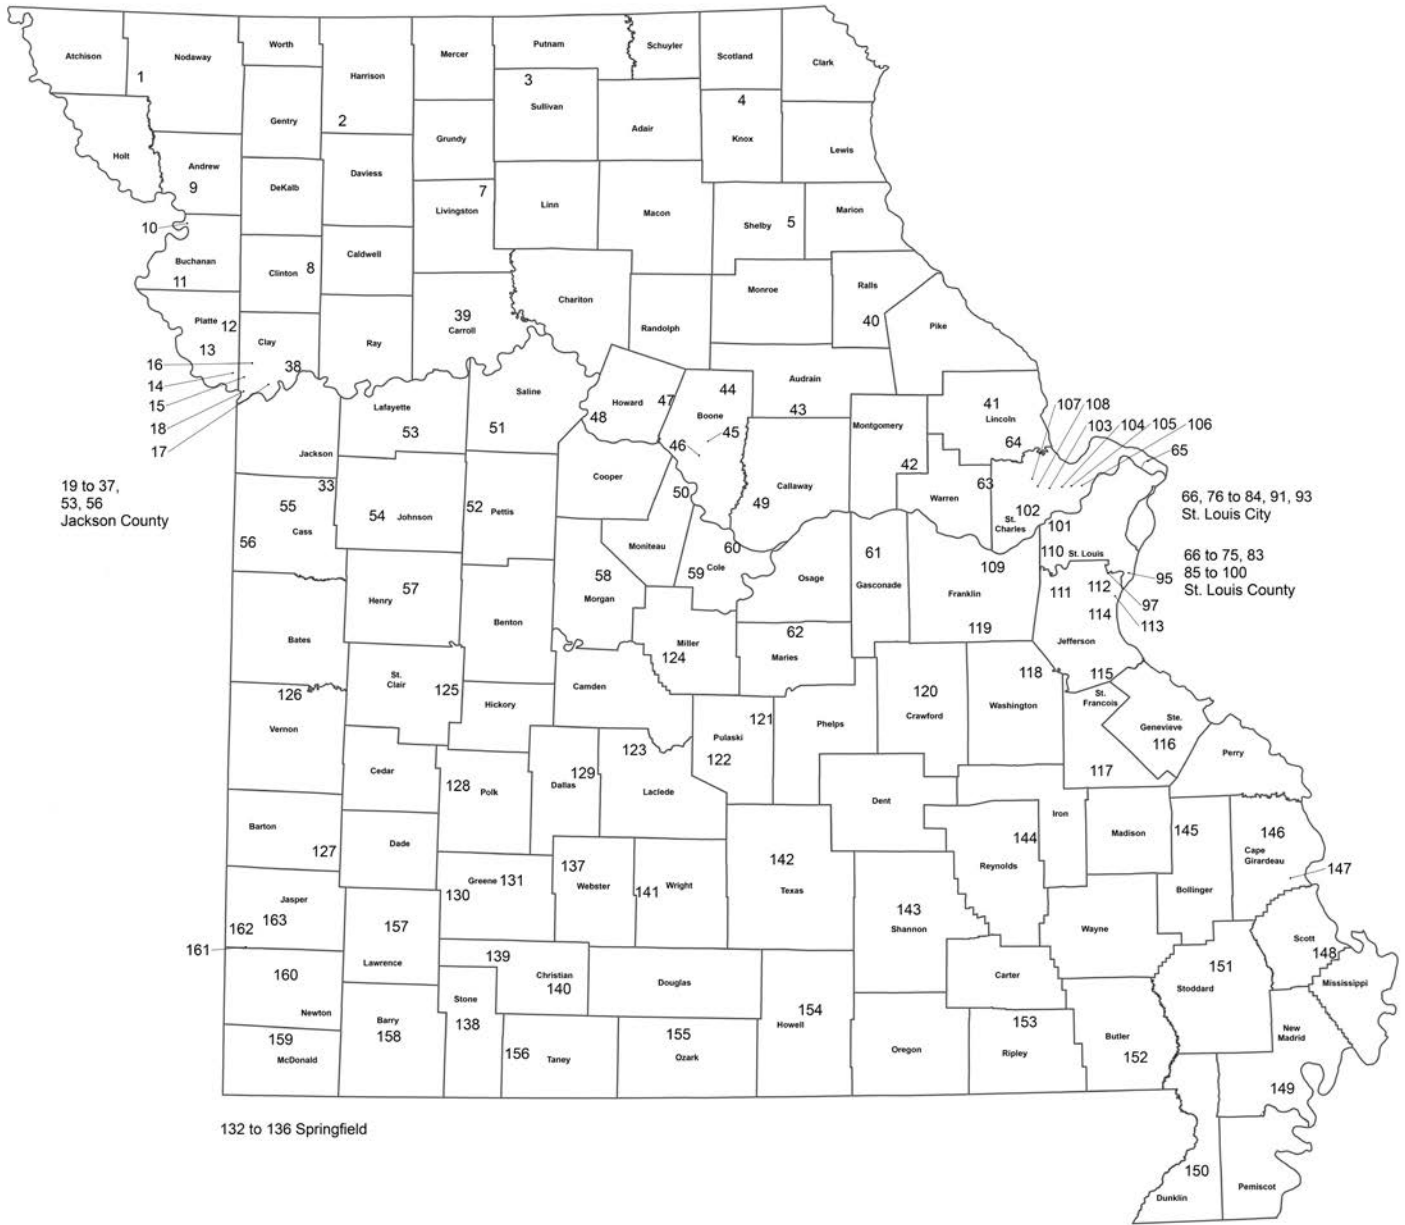 Atchison
Nodaway
1
Worth
Harrison
2
Mercer
Putnam
3
Sullivan
Schuyler
Scotland
4
Clark
Gentry
Grundy
Adair
Knox
Lewis
Holt
Andrew
9
DeKalb
Daviess
7
Livingston
Linn
Macon
Shelby 5
Marion
10
Buchanan
11
Clinton 8
Caldwell
Chariton
Monroe
Ralls
40
Pike
Platte 12
13
Clay
38
Ray
39
Carroll
Randolph
16
14
15
18
17
Saline
51
Lafayette
53
Howard 47
48
44
Boone
45
46
Audrain
43
Montgomery
42
41
Lincoln
64
107
108
103
104
105
106
65
Jackson
33
19 to 37,
53, 56
Jackson County
55
Cass
56
54 Johnson
52 Pettis
Cooper
50
49
Callaway
Warren
63
102
St.
Charles
101
110 St. Louis
66, 76 to 84, 91, 93
St. Louis City
66 to 75, 83
85 to 100
St. Louis County
57
Henry
Benton
58
Morgan
Moniteau
60
59 Cole
Osage
61
Gasconade
109
Franklin
119
111
112
114
95
97
113
Jefferson
115
Bates
St.
Clair
125
Hickory
Camden
Miller
124
62
Maries
Phelps
120
Crawford
118
Washington
St.
Francois
Ste.
Genevieve
116
117
Perry
126
Vernon
Cedar
128 Polk
129
Dallas
123
Laclede
121
Pulaski
122
Dent
Iron
Madison
145
146
Cape
Girardeau
147
Barton
127
Dade
Greene 131
130
137
Webster
141 Wright
142
Texas
144
Reynolds
Bollinger
Jasper
163
162
161
157
Lawrence
139
Christian
140
Douglas
143
Shannon
Wayne
Scott
148
Mississippi
160
Newton
Stone
138
Carter
151
Stoddard
159
McDonald
Barry
158
156 Taney
155
Ozark
154
Howell
Oregon
153
Ripley
Butler
152
New
Madrid
149
132 to 136 Springfield
150
Dunklin
Pemiscot